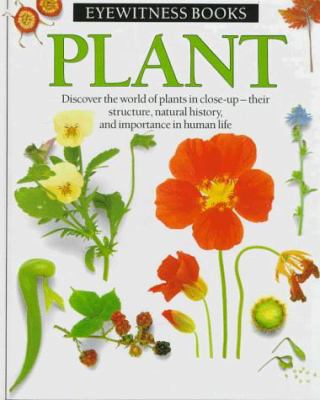 EYEWITNESS BOOKS
PLANT
Discover the world of plants in close-up – their
structure, natural history,
and importance in human life